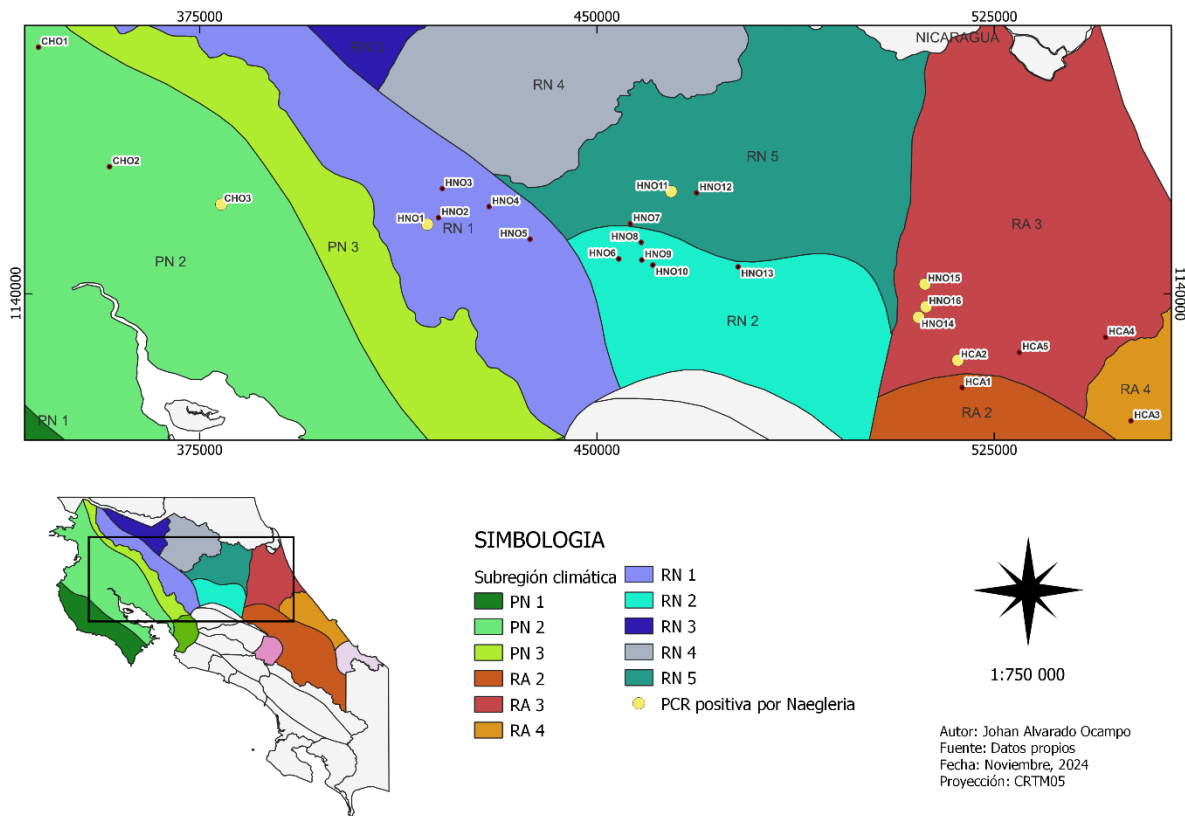 375000
450000
525000
CHO1
RN 3
NICARAGUA
RN 4
RN 5
CHO2
HNO3
HNO11
HNO12
CHO3
HNO4
HNO1
HNO2
RN 1
HNO7
RA 3
HNO5
HNO8
PN 3
HNO6
HNO9
PN 2
HNO10
HNO13
HNO15
1140000
1140000
HNO16
RN 2
HNO14
HCA4
HCA5
HCA2
HCA1
RA 4
PN 1
RA 2
HCA3
375000
450000
525000
SIMBOLOGIA
Subregión climática
PN 1
PN 2
PN 3
RA 2
RA 3
RA 4
RN 1
RN 2
RN 3
RN 4
RN 5
PCR positiva por Naegleria
1:750 000
Autor: Johan Alvarado Ocampo
Fuente: Datos propios
Fecha: Noviembre, 2024
Proyección: CRTM05